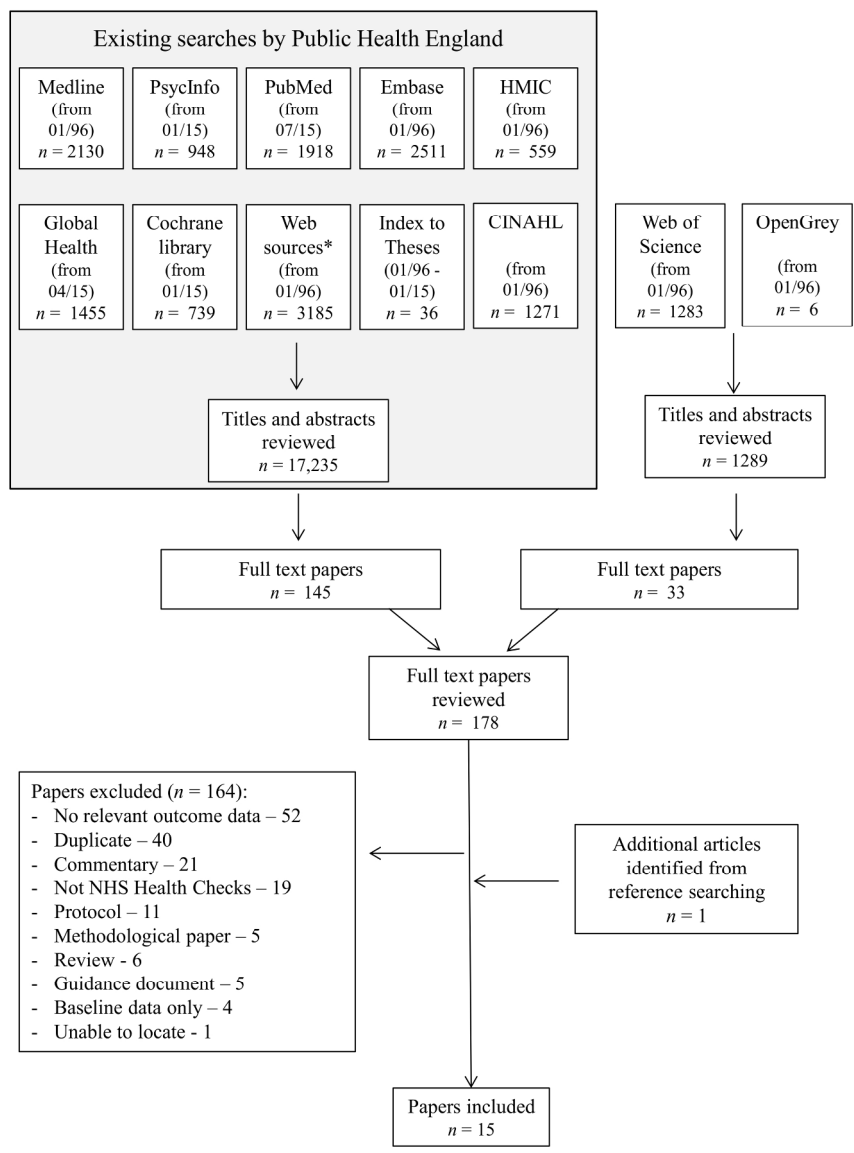 Existing searches by Public Health England
Medline
(from
01/96)
n = 2130
PsycInfo
(from
01/15)
n = 948
PubMed
(from
07/15)
n = 1918
Embase
(from
01/96)
n = 2511
HMIC
(from
01/96)
n = 559
Global
Health
(from
04/15)
n = 1455
Cochrane
library
(from
01/15)
n = 739
Web
sources*
(from
01/96)
n = 3185
Index to
Theses
(01/96 -
01/15)
n = 36
CINAHL
(from
01/96)
n = 1271
Web of
Science
(from
01/96)
n = 1283
OpenGrey
(from
01/96)
n = 6
Titles and abstracts
reviewed
n = 17,235
Titles and abstracts
reviewed
n = 1289
Full text papers
n = 145
Full text papers
n = 33
Full text papers
reviewed
n = 178
Papers excluded (n = 164):
- No relevant outcome data – 52
- Duplicate – 40
- Commentary – 21
- Not NHS Health Checks – 19
- Protocol – 11
- Methodological paper – 5
- Review - 6
- Guidance document – 5
- Baseline data only – 4
- Unable to locate - 1
Additional articles
identified from
reference searching
n = 1
Papers included
n = 15